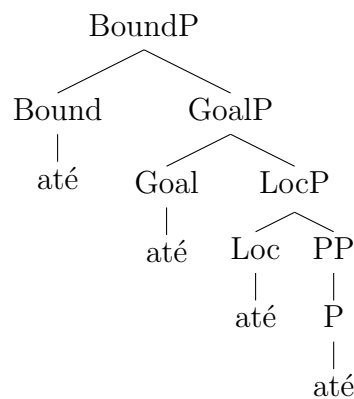 BoundP
Bound GoalP
até Goal LocP
até Loc PP
até P
até